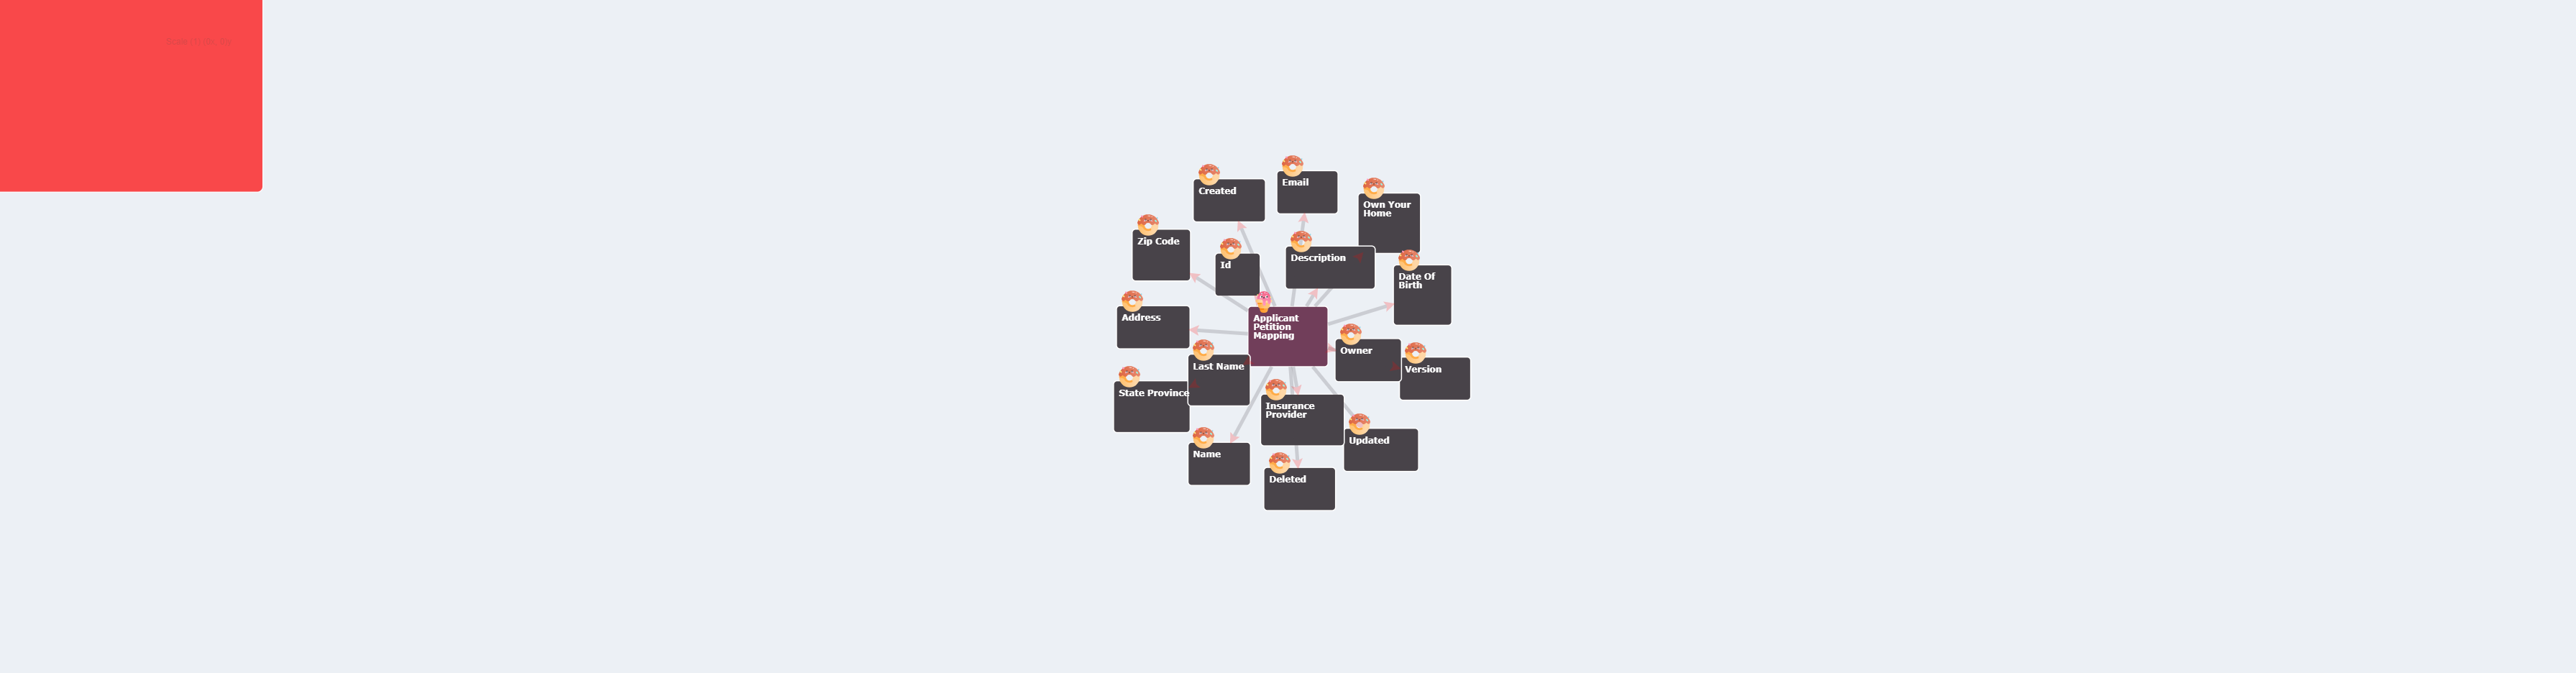 Created
Email
Own Your
Home
Zip Code
Id
Description
Date Of
Birth
Address
Applicant
Petition
Mapping
Owner
Last Name
Version
State Province
Insurance
Provider
Updated
Name
Deleted